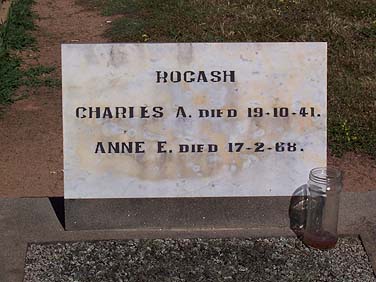 ROGASH
CHARLES A. DIED 19-10-41.
ANNE E. DIED 17-2-68.